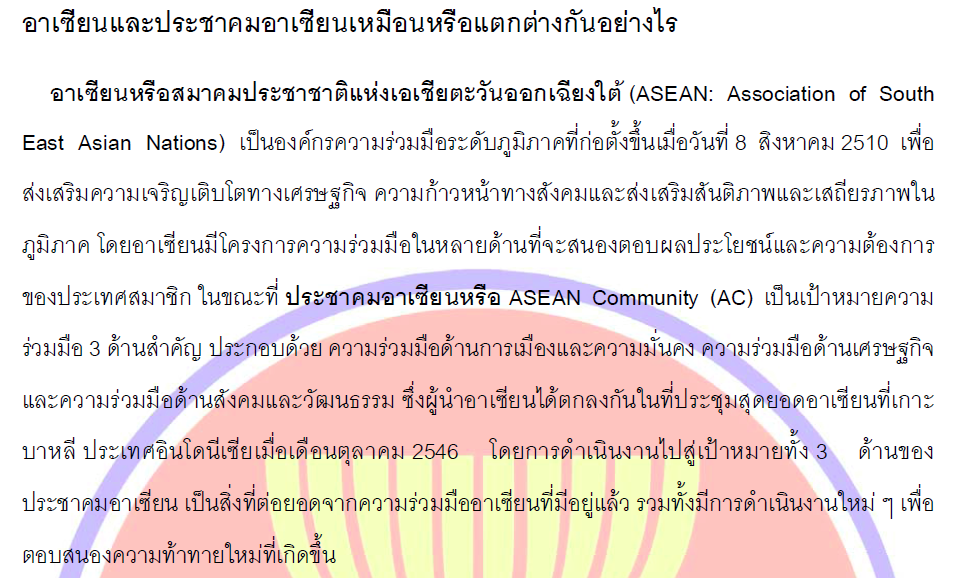 อาเซียนและประชาคมอาเซียนเหมือนหรือแตกต่างกันอย่างไร
อาเซียนหรือสมาคมประชาชาติแห่งเอเชียตะวันออกเฉียงใต้ (ASEAN: Association of South
East Asian Nations) เป็นองค์กรความร่วมมือระดับภูมิภาคที่ก่อตั้งขึ้นเมื่อวันที่ 8 สิงหาคม 2510 เพื่อ
ส่งเสริมความเจริญเติบโตทางเศรษฐกิจ ความก้าวหน้าทางสังคมและส่งเสริมสันติภาพและเสถียรภาพใน
ภูมิภาค โดยอาเซียนมีโครงการความร่วมมือในหลายด้านที่จะสนองตอบผลประโยชน์และความต้องการ
ของประเทศสมาชิก ในขณะที่ ประชาคมอาเซียนหรือ ASEAN Community (AC) เป็นเป้าหมายความ
ร่วมมือ 3 ด้านสำคัญ ประกอบด้วย ความร่วมมือด้านการเมืองและความมั่นคง ความร่วมมือด้านเศรษฐกิจ
และความร่วมมือด้านสังคมและวัฒนธรรม ซึ่งผู้นำอาเซียนได้ตกลงกันในที่ประชุมสุดยอดอาเซียนที่เกาะ
บาหลี ประเทศอินโดนีเซียเมื่อเดือนตุลาคม 2546 โดยการดำเนินงานไปสู่เป้าหมายทั้ง 3 ด้านของ
ประชาคมอาเซียน เป็นสิ่งที่ต่อยอดจากความร่วมมืออาเซียนที่มีอยู่แล้ว รวมทั้งมีการดำเนินงานใหม่ ๆ เพื่อ
ตอบสนองความท้าทายใหม่ที่เกิดขึ้น